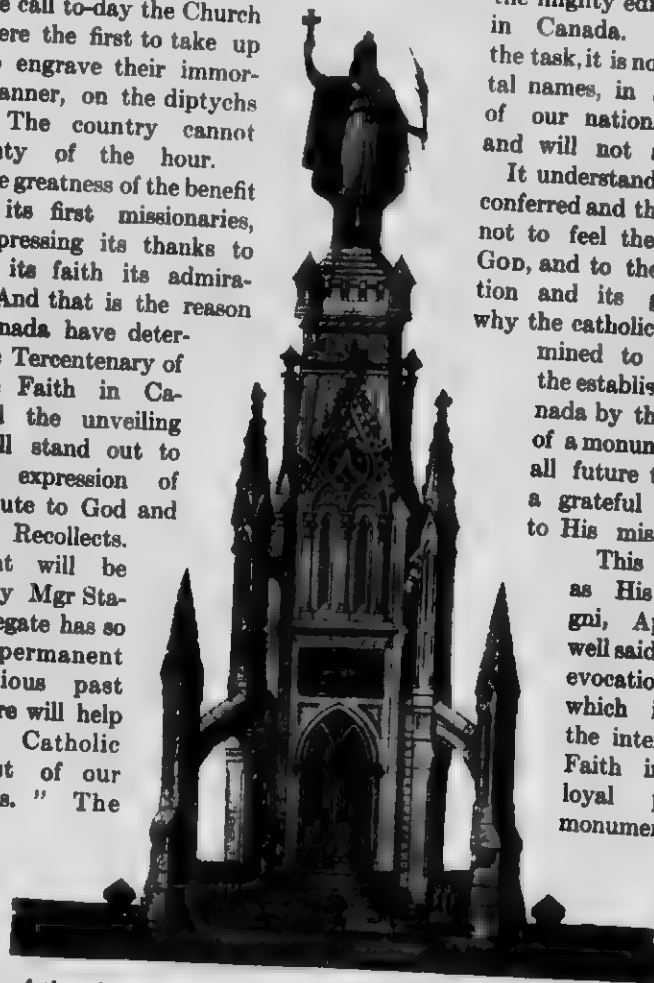 the mighty edi
e call to-day the Church in Canada.
ere the first to take up the task, it is no
engrave their immor- tal names, in
anner, on the diptychs of our nation
The country cannot and will not
ty of the hour. It understand
e greatness of the benefit conferred and th
its first missionaries, not to feel the
pressing its thanks to GOD, and to the
its faith its admira- tion and its g
And that is the reason why the catholic
nada have deter- mined to
Tercentenary of the establis
Faith in Ca- nada by th
the unveiling of a monum
ll stand out to all future t
expression of a grateful
ute to God and to His mis
Recollects. This
nt will be as His
y Mgr Sta- gni, Ap
egate has so well said
permanent evocatio
ious past which i
re will help the inte
Catholic Faith in
t of our loyal
s. " The monumen